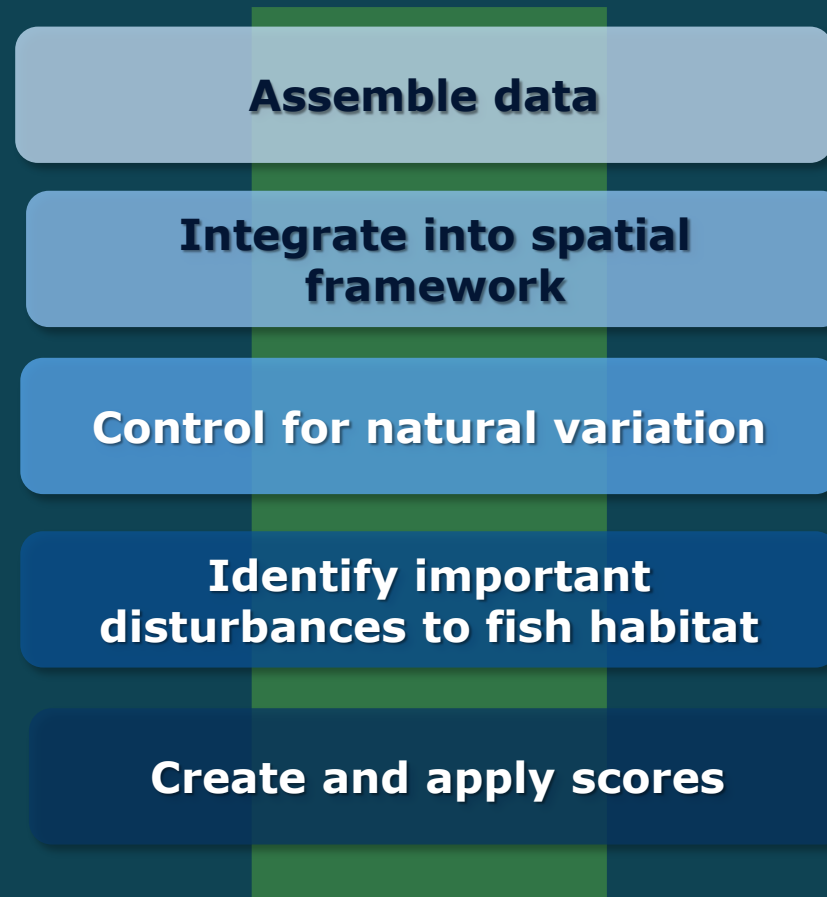 Assemble data
Integrate into spatial
framework
Control for natural variation
Identify important
disturbances to fish habitat
Create and apply scores